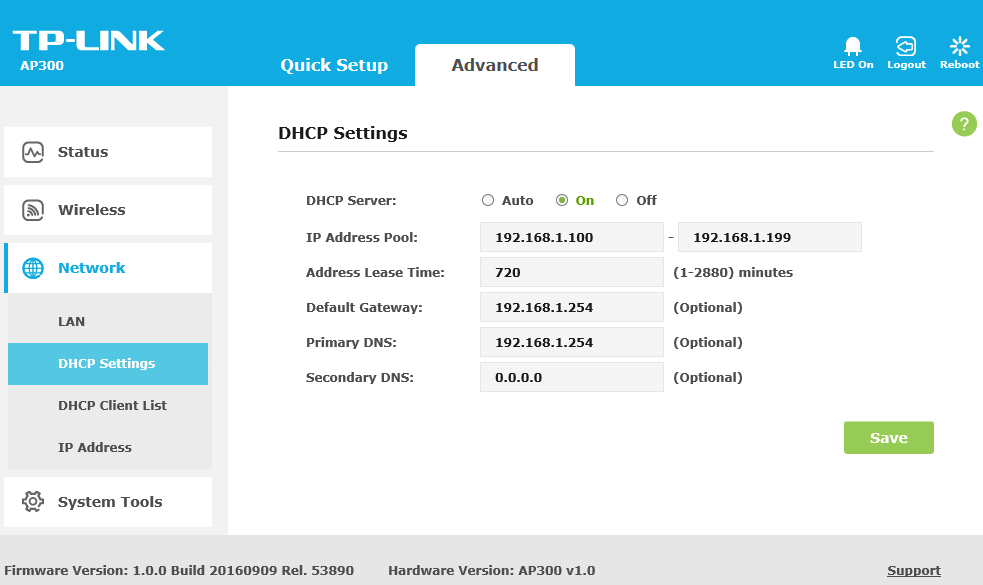 TP-LINK
AP300
Quick Setup
Advanced
LED On
Logout
Reboot
Status
Wireless
Network
LAN
DHCP Settings
DHCP Client List
IP Address
System Tools
DHCP Settings
?
DHCP Server: Auto On Off
IP Address Pool: 192.168.1.100 - 192.168.1.199
Address Lease Time: 720 (1-2880) minutes
Default Gateway: 192.168.1.254 (Optional)
Primary DNS: 192.168.1.254 (Optional)
Secondary DNS: 0.0.0.0 (Optional)
Save
Firmware Version: 1.0.0 Build 20160909 Rel. 53890 Hardware Version: AP300 v1.0 Support